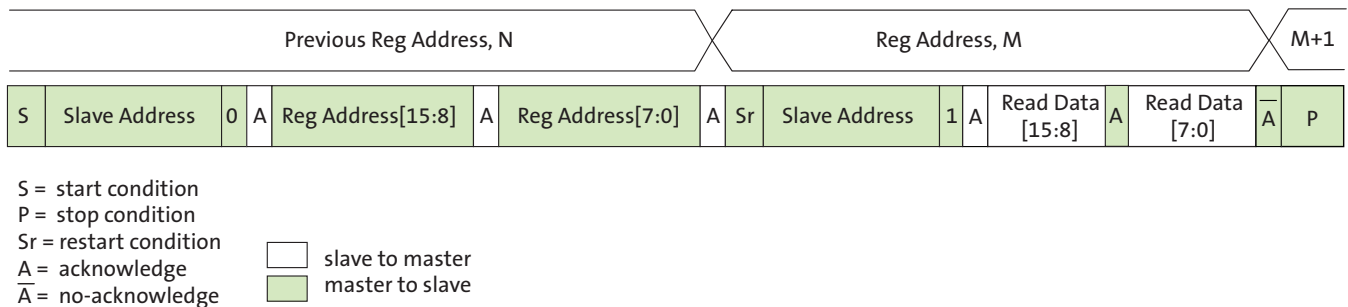 Previous Reg Address, N Reg Address, M M+1
S Slave Address 0 A Reg Address[15:8] A Reg Address[7:0] A Sr Slave Address 1 A Read Data [15:8] A Read Data [7:0] A̅ P
S = start condition
P = stop condition
Sr = restart condition
A = acknowledge
A̅ = no-acknowledge
slave to master
master to slave